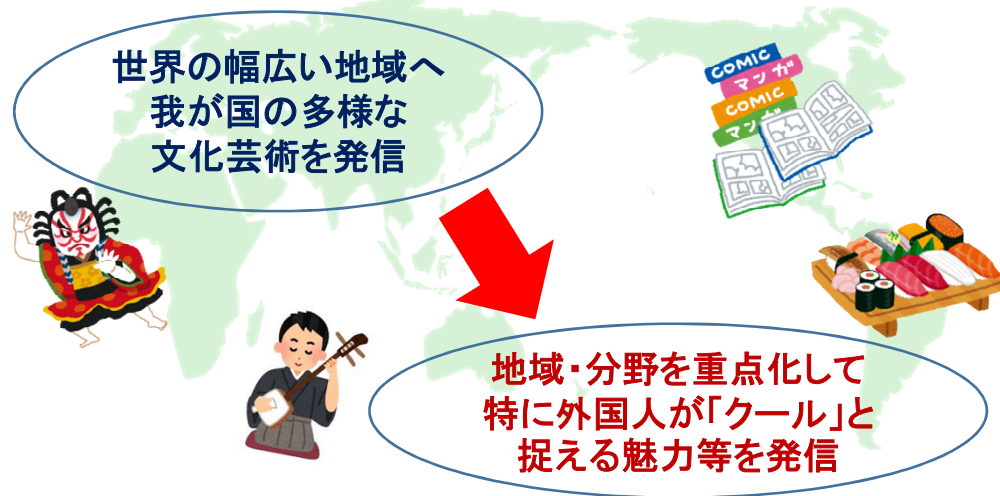 世界の幅広い地域へ
我が国の多様な
文化芸術を発信
COMIC
マンガ
COMIC
マンガ
地域・分野を重点化して
特に外国人が「クール」と
捉える魅力等を発信